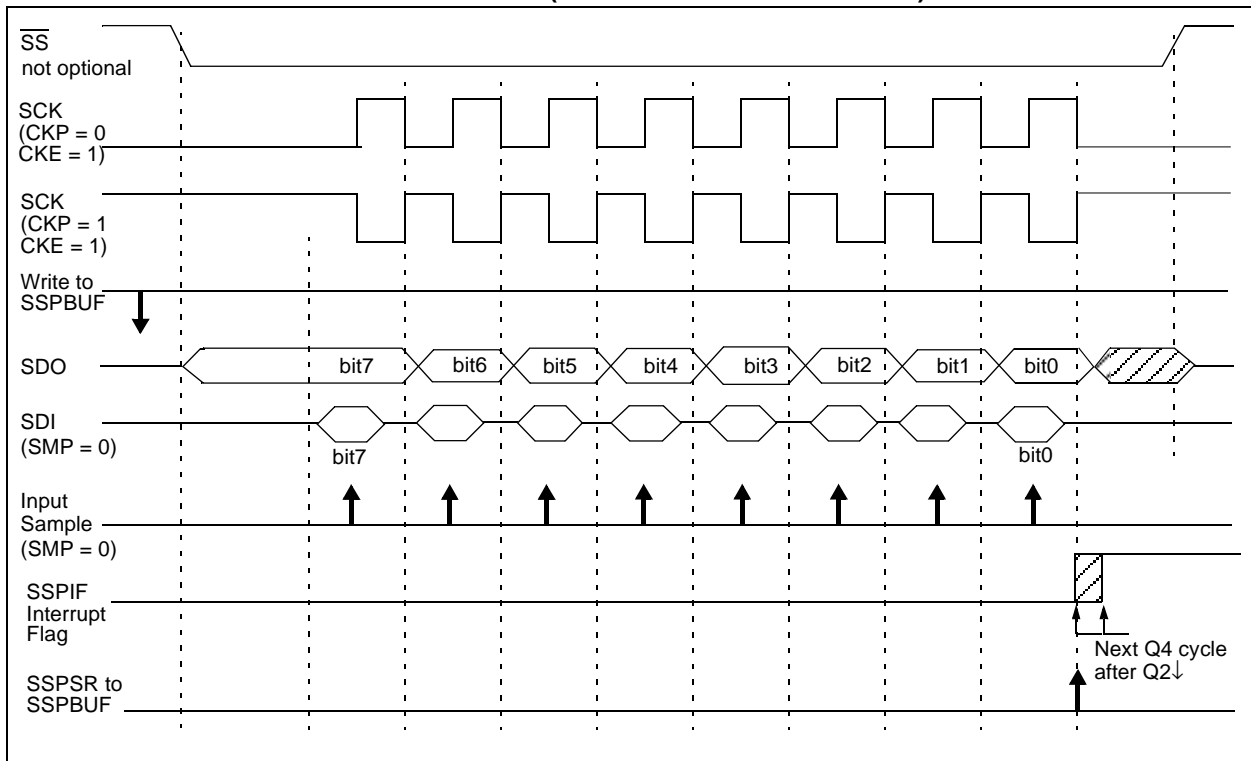 SS
not optional
SCK
(CKP = 0
CKE = 1)
SCK
(CKP = 1
CKE = 1)
Write to
SSPBUF
SDO
bit7
bit6
bit5
bit4
bit3
bit2
bit1
bit0
SDI
(SMP = 0)
bit7
bit0
Input
Sample
(SMP = 0)
SSPIF
Interrupt
Flag
Next Q4 cycle
after Q2↓
SSPSR to
SSPBUF